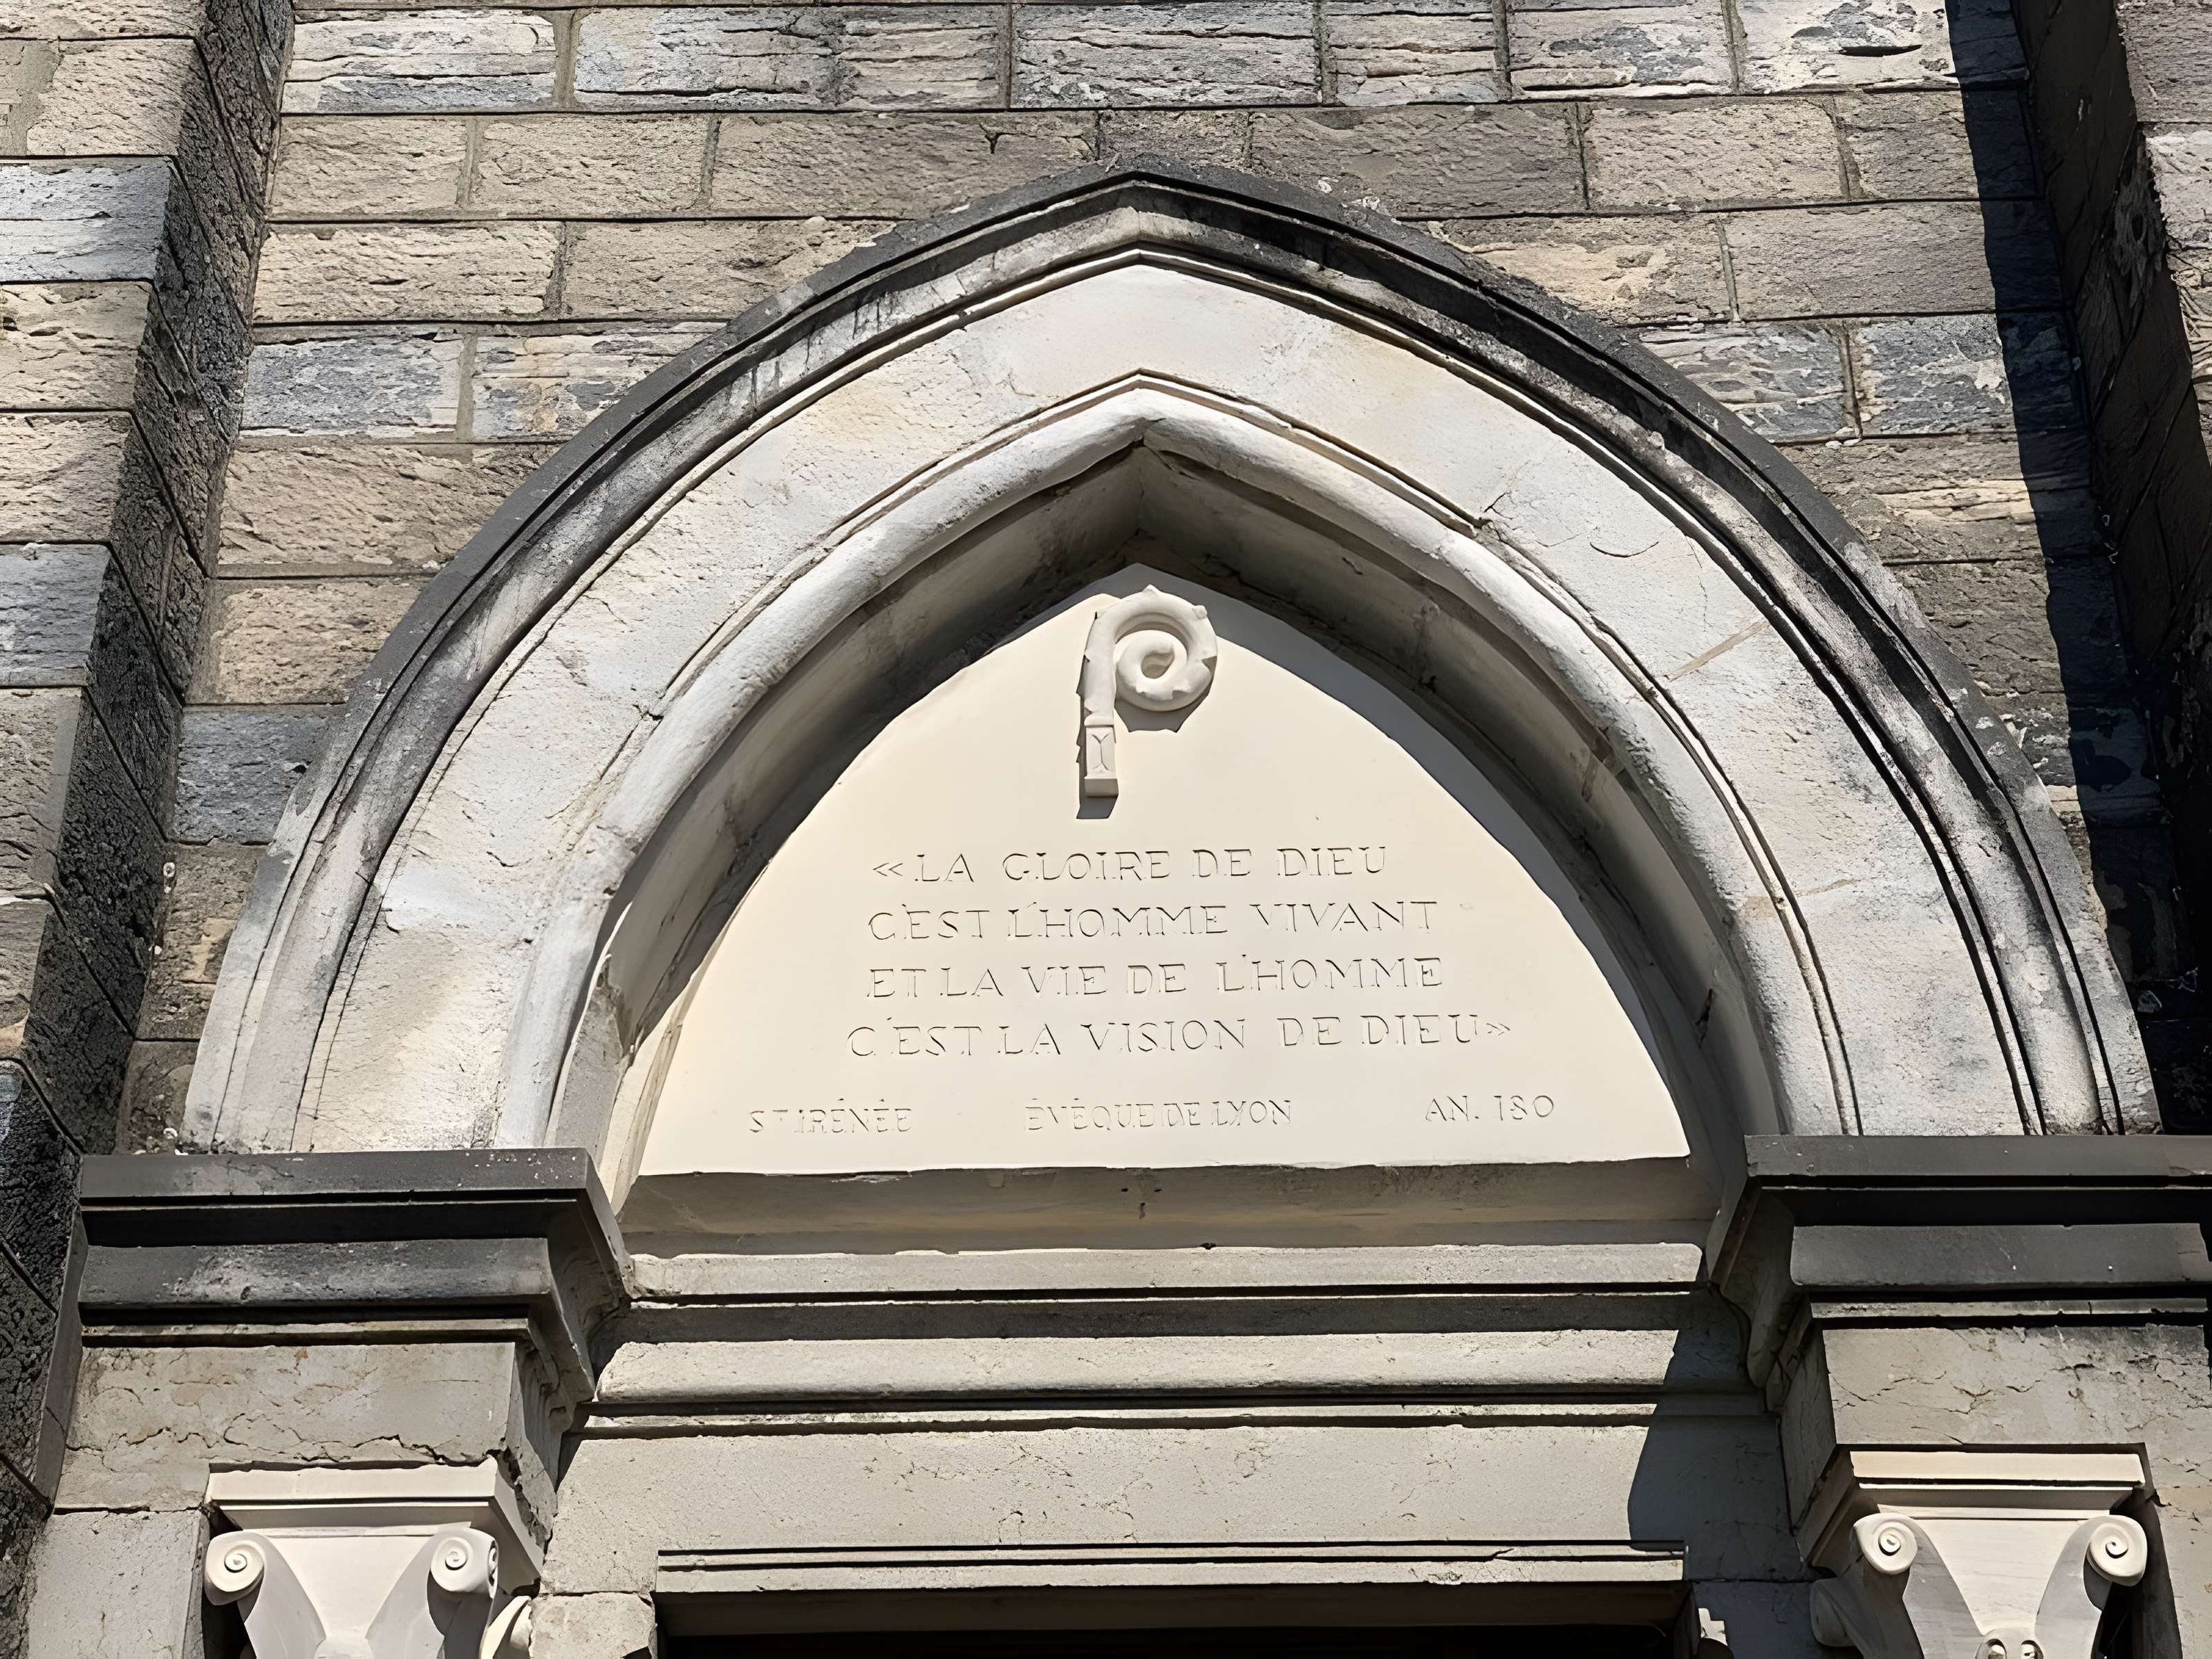 «LA GLOIRE DE DIEU
C'EST L'HOMME VIVANT
ET LA VIE DE L'HOMME
C'EST LA VISION DE DIEU»
ST IRÉNÉE ÉVÊQUE DE LYON AN. 180